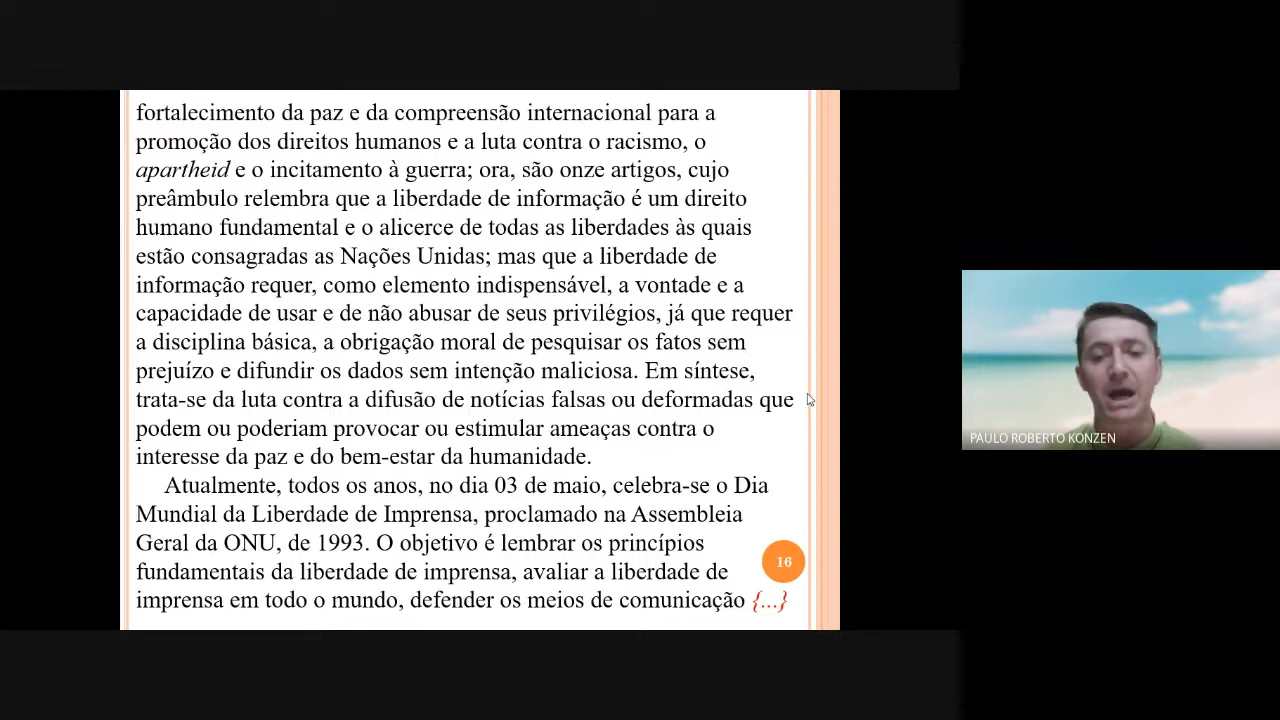 fortalecimento da paz e da compreensão internacional para a
promoção dos direitos humanos e a luta contra o racismo, o
apartheid e o incitamento à guerra; ora, são onze artigos, cujo
preâmbulo relembra que a liberdade de informação é um direito
humano fundamental e o alicerce de todas as liberdades às quais
estão consagradas as Nações Unidas; mas que a liberdade de
informação requer, como elemento indispensável, a vontade e a
capacidade de usar e de não abusar de seus privilégios, já que requer
a disciplina básica, a obrigação moral de pesquisar os fatos sem
prejuízo e difundir os dados sem intenção maliciosa. Em síntese,
trata-se da luta contra a difusão de notícias falsas ou deformadas que
podem ou poderiam provocar ou estimular ameaças contra o
interesse da paz e do bem-estar da humanidade.
Atualmente, todos os anos, no dia 03 de maio, celebra-se o Dia
Mundial da Liberdade de Imprensa, proclamado na Assembleia
Geral da ONU, de 1993. O objetivo é lembrar os princípios
fundamentais da liberdade de imprensa, avaliar a liberdade de
imprensa em todo o mundo, defender os meios de comunicação {...}
16
PAULO ROBERTO KONZEN